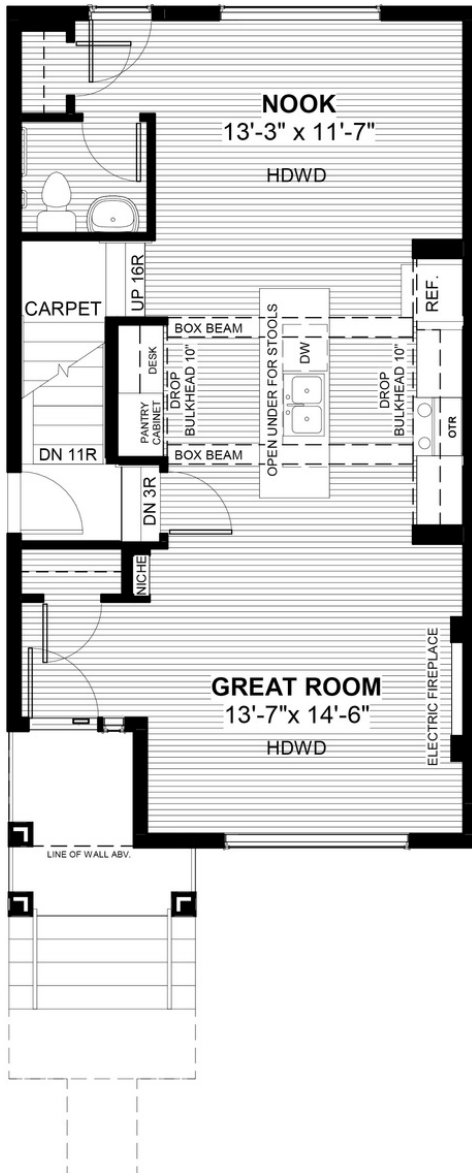 NOOK
13'-3" x 11'-7"
HDWD
UP 16R
REF.
CARPET
BOX BEAM
DESK
DROP
BULKHEAD 10"
OPEN UNDER FOR STOOLS
DW
DROP
BULKHEAD 10"
PANTRY
CABINET
OTR
BOX BEAM
DN 11R
DN 3R
NICHE
GREAT ROOM
13'-7"x 14'-6"
HDWD
ELECTRIC FIREPLACE
LINE OF WALL ABV.